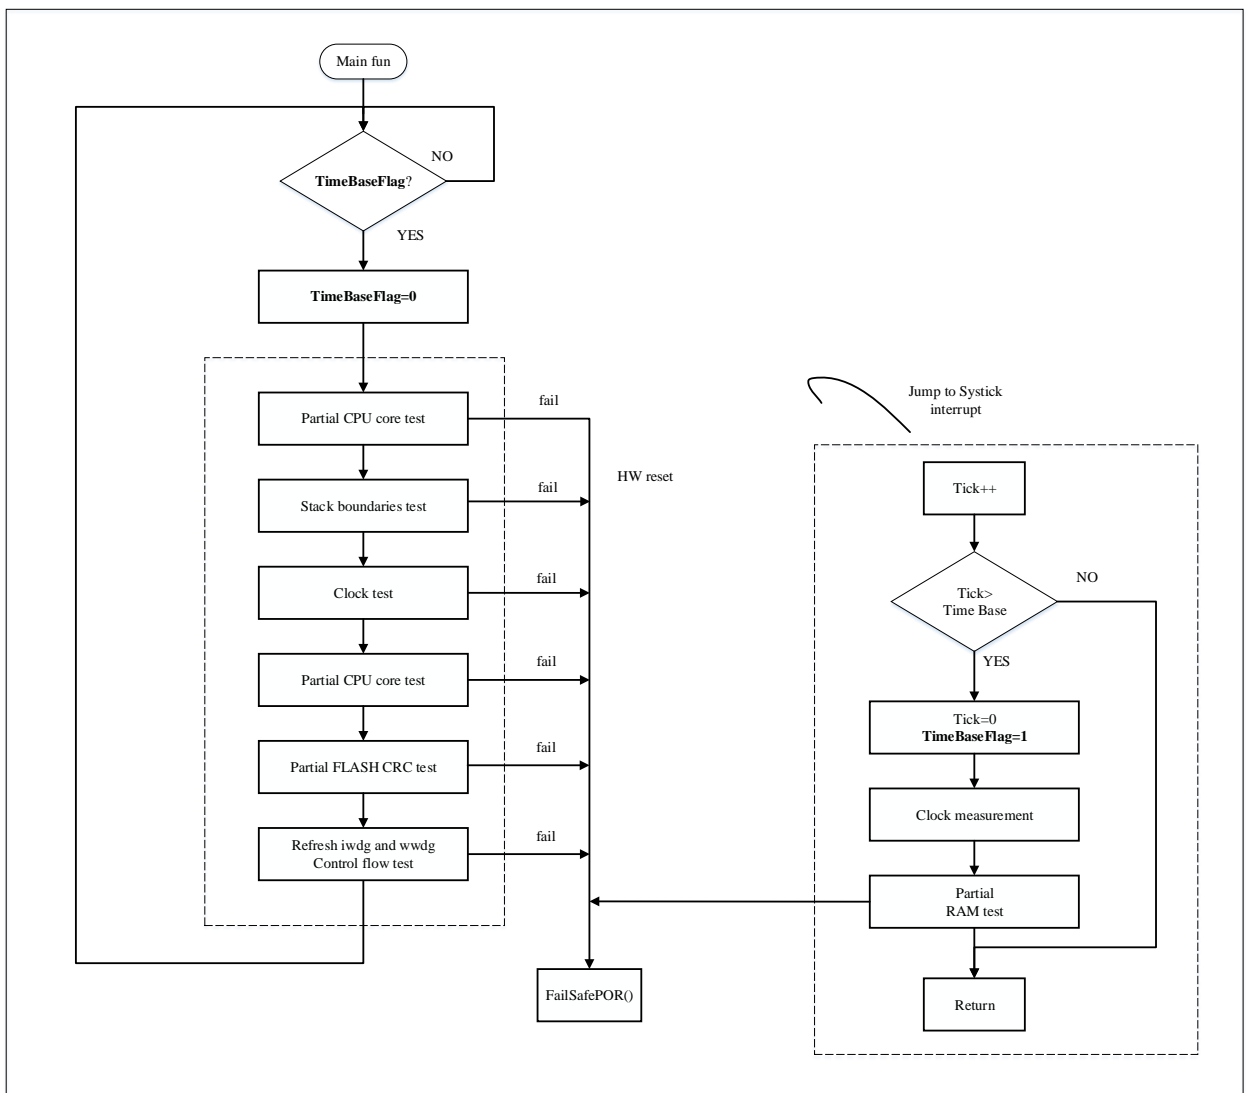 Main fun
NO
TimeBaseFlag?
YES
TimeBaseFlag=0
Partial CPU core test
fail
Stack boundaries test
fail
HW reset
Clock test
fail
Partial CPU core test
fail
Partial FLASH CRC test
fail
Refresh iwdg and wwdg
Control flow test
fail
FailSafePOR()
Jump to Systick
interrupt
Tick++
Tick>
Time Base
NO
YES
Tick=0
TimeBaseFlag=1
Clock measurement
Partial
RAM test
Return